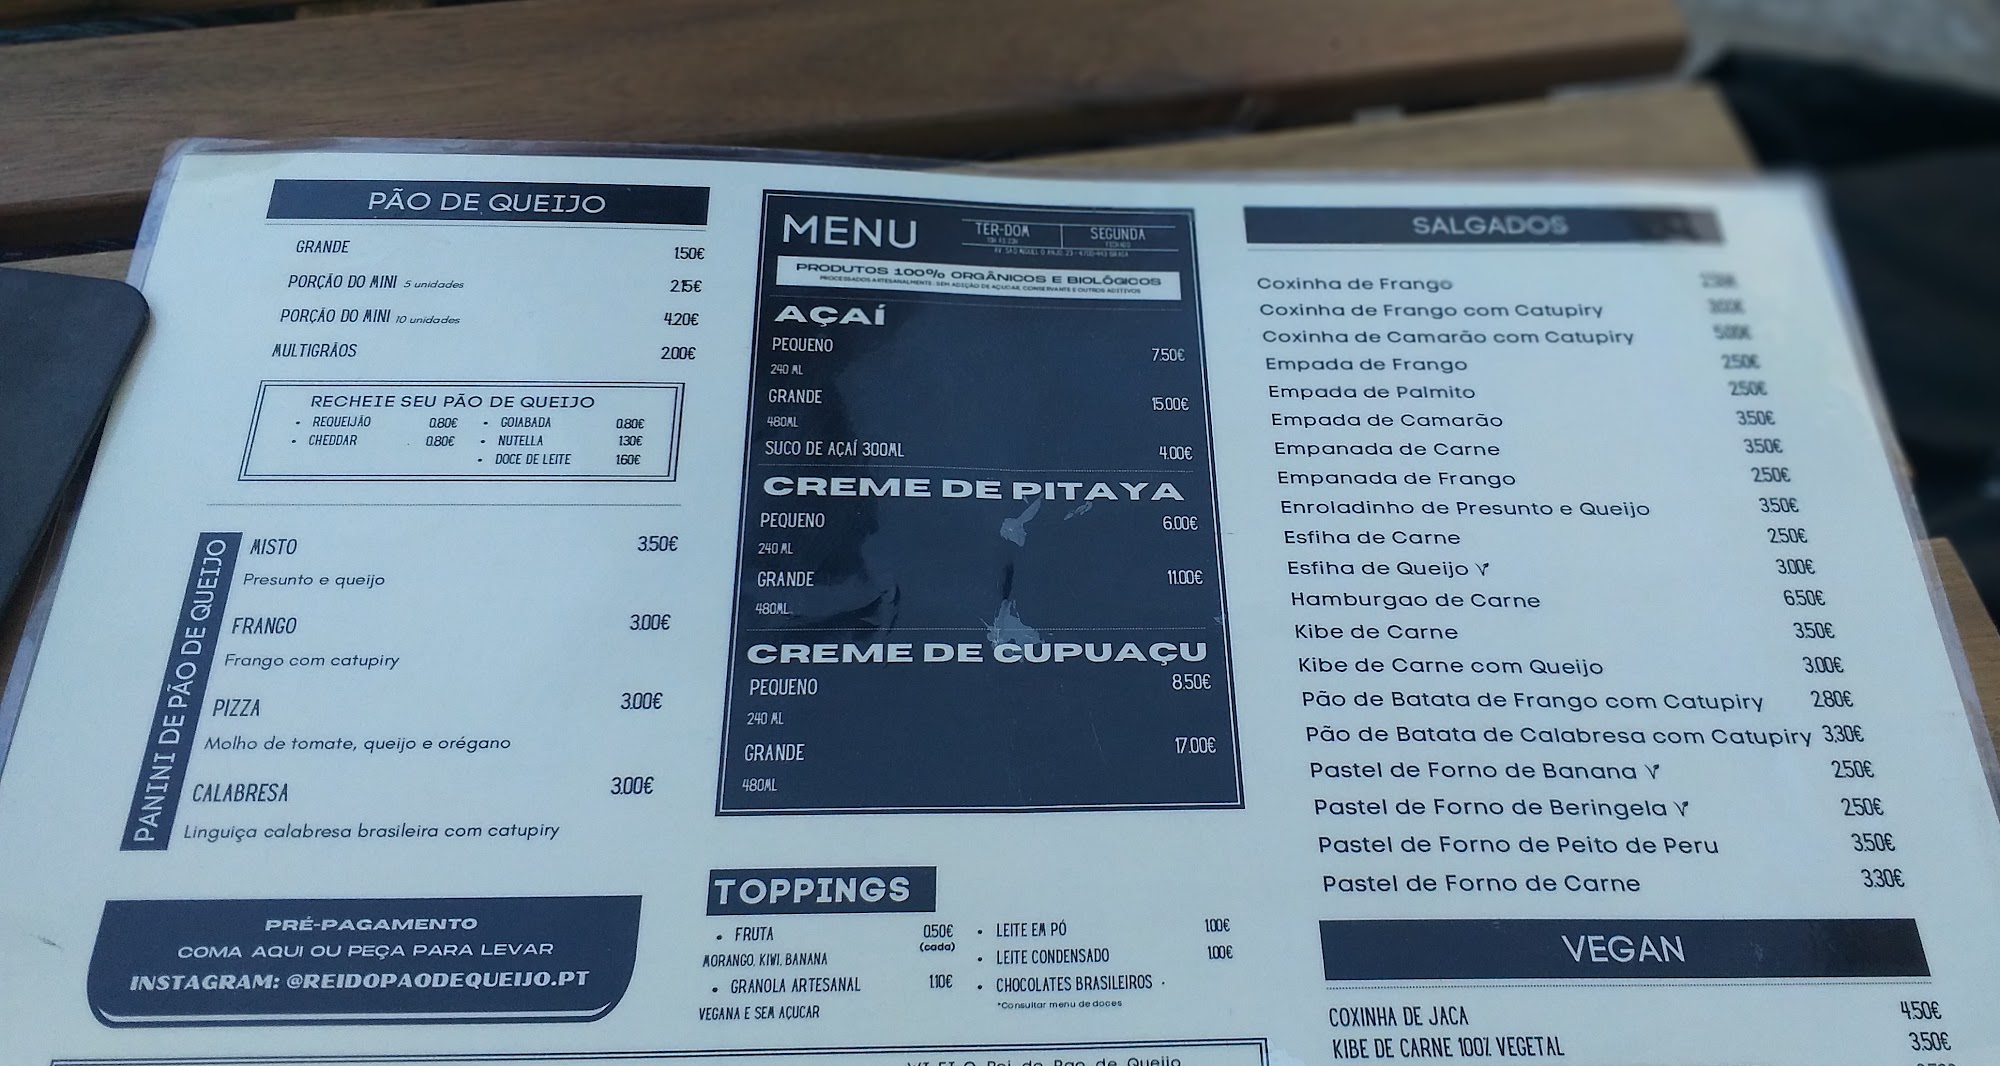 PÃO DE QUEIJO
GRANDE 1.50€
PORÇÃO DO MINI 5 unidades 2.15€
PORÇÃO DO MINI 10 unidades 4.20€
MULTIGRÃOS 2.00€
RECHEIE SEU PÃO DE QUEIJO
• REQUEIJÃO 0.80€ • GOIABADA 0.80€
• CHEDDAR 0.80€ • NUTELLA 1.30€
• DOCE DE LEITE 1.60€
PANINI DE PÃO DE QUEIJO
MISTO 3.50€
Presunto e queijo
FRANGO 3.00€
Frango com catupiry
PIZZA 3.00€
Molho de tomate, queijo e orégano
CALABRESA 3.00€
Linguiça calabresa brasileira com catupiry
PRÉ-PAGAMENTO
COMA AQUI OU PEÇA PARA LEVAR
INSTAGRAM: @REIDOPAODEQUEIJO.PT
MENU
TER-DOM SEGUNDA
FECHADO
PRODUTOS 100% ORGÂNICOS E BIOLÓGICOS
PROCESSADOS ARTESANALMENTE, SEM ADIÇÃO DE AÇUCAR, CONSERVANTE E OUTROS ADITIVOS
AÇAÍ
PEQUENO 7.50€
240 ML
GRANDE 15.00€
480ML
SUCO DE AÇAÍ 300ML 4.00€
CREME DE PITAYA
PEQUENO 6.00€
240 ML
GRANDE 11.00€
480ML
CREME DE CUPUAÇU
PEQUENO 8.50€
240 ML
GRANDE 17.00€
480ML
TOPPINGS
• FRUTA 0.50€
(cada)
MORANGO, KIWI, BANANA
• GRANOLA ARTESANAL 1.10€
VEGANA E SEM AÇUCAR
• LEITE EM PÓ 1.00€
• LEITE CONDENSADO 1.00€
• CHOCOLATES BRASILEIROS
*Consultar menu de doces
SALGADOS
Coxinha de Frango
Coxinha de Frango com Catupiry
Coxinha de Camarão com Catupiry 5.00€
Empada de Frango 2.50€
Empada de Palmito 2.50€
Empada de Camarão 3.50€
Empanada de Carne 3.50€
Empanada de Frango 2.50€
Enroladinho de Presunto e Queijo 3.50€
Esfiha de Carne 2.50€
Esfiha de Queijo 3.00€
Hamburgao de Carne 6.50€
Kibe de Carne 3.50€
Kibe de Carne com Queijo 3.00€
Pão de Batata de Frango com Catupiry 2.80€
Pão de Batata de Calabresa com Catupiry 3.30€
Pastel de Forno de Banana 2.50€
Pastel de Forno de Beringela 2.50€
Pastel de Forno de Peito de Peru 3.50€
Pastel de Forno de Carne 3.30€
VEGAN
COXINHA DE JACA 4.50€
KIBE DE CARNE 100% VEGETAL 3.50€